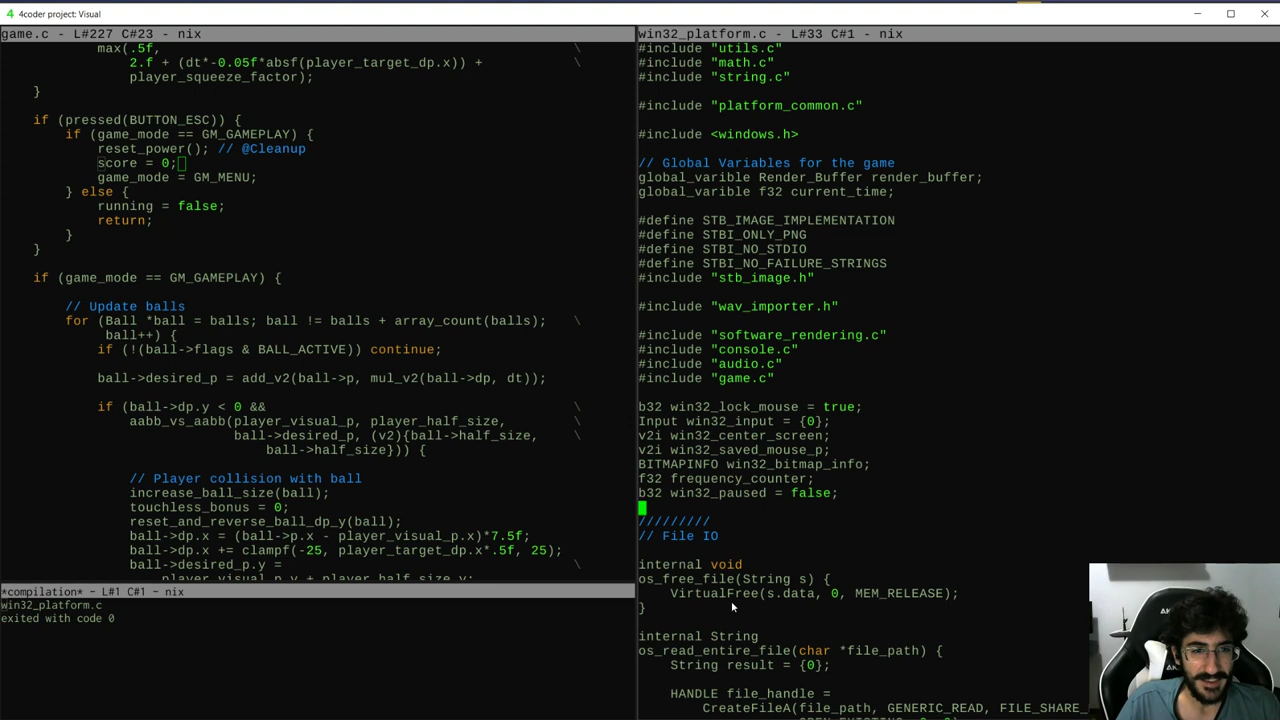 4 4coder project: Visual
game.c - L#227 C#23 - nix
max(.5f, \
2.f + (dt*-0.05f*absf(player_target_dp.x)) + \
player_squeeze_factor);
}
if (pressed(BUTTON_ESC)) {
if (game_mode == GM_GAMEPLAY) {
reset_power(); // @Cleanup
score = 0;
game_mode = GM_MENU;
} else {
running = false;
return;
}
}
if (game_mode == GM_GAMEPLAY) {
// Update balls
for (Ball *ball = balls; ball != balls + array_count(balls); \
ball++) {
if (!(ball->flags & BALL_ACTIVE)) continue;
ball->desired_p = add_v2(ball->p, mul_v2(ball->dp, dt));
if (ball->dp.y < 0 && \
aabb_vs_aabb(player_visual_p, player_half_size, \
ball->desired_p, (v2){ball->half_size, \
ball->half_size})) {
// Player collision with ball
increase_ball_size(ball);
touchless_bonus = 0;
reset_and_reverse_ball_dp_y(ball);
ball->dp.x = (ball->p.x - player_visual_p.x)*7.5f;
ball->dp.x += clampf(-25, player_target_dp.x*.5f, 25);
ball->desired_p.y = \
player_visual_p.y + player_half_size.y;
*compilation* - L#1 C#1 - nix
win32_platform.c
exited with code 0
win32_platform.c - L#33 C#1 - nix
#include "utils.c"
#include "math.c"
#include "string.c"
#include "platform_common.c"
#include <windows.h>
// Global Variables for the game
global_varible Render_Buffer render_buffer;
global_varible f32 current_time;
#define STB_IMAGE_IMPLEMENTATION
#define STBI_ONLY_PNG
#define STBI_NO_STDIO
#define STBI_NO_FAILURE_STRINGS
#include "stb_image.h"
#include "wav_importer.h"
#include "software_rendering.c"
#include "console.c"
#include "audio.c"
#include "game.c"
b32 win32_lock_mouse = true;
Input win32_input = {0};
v2i win32_center_screen;
v2i win32_saved_mouse_p;
BITMAPINFO win32_bitmap_info;
f32 frequency_counter;
b32 win32_paused = false;
/////////
// File IO
internal void
os_free_file(String s) {
VirtualFree(s.data, 0, MEM_RELEASE);
}
internal String
os_read_entire_file(char *file_path) {
String result = {0};
HANDLE file_handle =
CreateFileA(file_path, GENERIC_READ, FILE_SHARE_